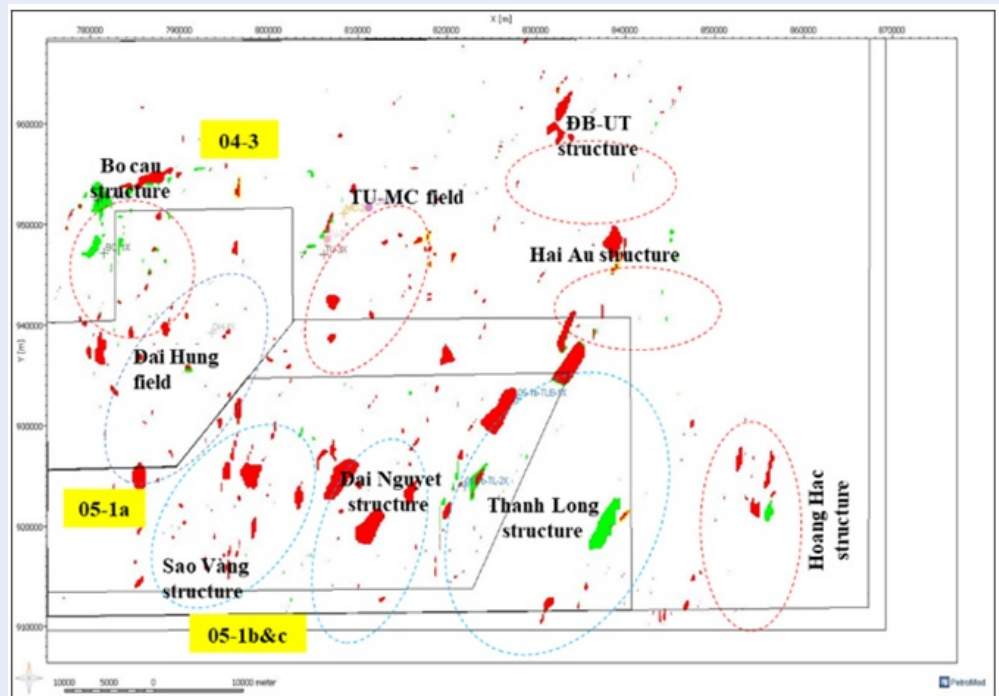 X [m]
780000 790000 800000 810000 820000 830000 840000 850000 860000 870000
Y [m]
960000
950000
940000
930000
920000
910000
04-3
Bo cau
structure
TU-MC field
ĐB-UT
structure
Hai Au structure
Dai Hung
field
05-1a
Sao Vàng
structure
Dai Nguyet
structure
Thanh Long
structure
Hoang Hac
structure
05-1b&c
10000 5000 0 10000 meter
PetroMod